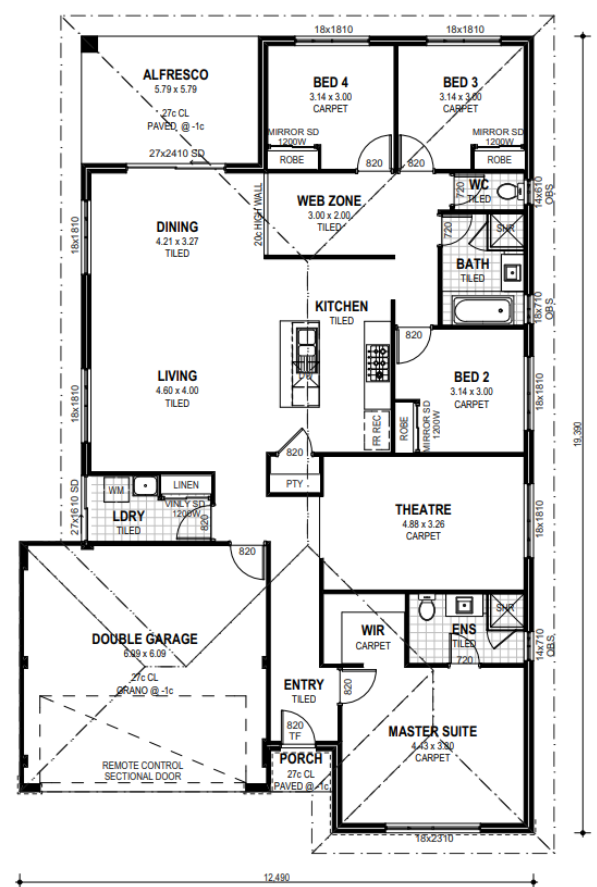 18x1810
18x1810
ALFRESCO
5.79 x 5.79
27c CL
PAVED @ -1c
27x2410 SD
BED 4
3.14 x 3.00
CARPET
MIRROR SD
1200W
ROBE
820
BED 3
3.14 x 3.00
CARPET
MIRROR SD
1200W
ROBE
820
WC
TILED
720
14x610
OBS
18x1810
DINING
4.21 x 3.27
TILED
20c HIGH WALL
WEB ZONE
3.00 x 2.00
TILED
720
SHR
BATH
TILED
18x710
OBS
KITCHEN
TILED
DW
FR REC
820
LIVING
4.60 x 4.00
TILED
18x1810
BED 2
3.14 x 3.00
CARPET
ROBE
MIRROR SD
1200W
18x1810
19,390
820
PTY
27x1610 SD
WM
LINEN
VINLY SD
1200W
LDRY
TILED
820
820
THEATRE
4.88 x 3.26
CARPET
18x1810
DOUBLE GARAGE
6.09
27c CL
GRANO @ -1c
REMOTE CONTROL
SECTIONAL DOOR
WIR
CARPET
ENS
TILED
720
SHR
14x710
OBS
ENTRY
TILED
820
820
TF
PORCH
27c CL
PAVED @ -1c
MASTER SUITE
4.43 x 3.80
CARPET
18x2310
12,490